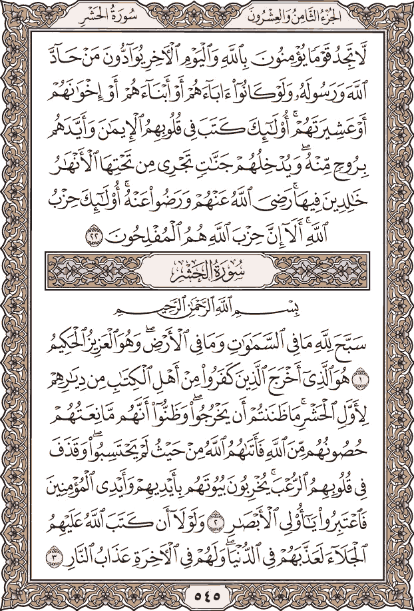 الجزء الثامن والعشرون
سورة الحشر
لَّا تَجِدُ قَوْمًا يُؤْمِنُونَ بِٱللَّهِ وَٱلْيَوْمِ ٱلْءَاخِرِ يُوَآدُّونَ مَنْ حَآدَّ
ٱللَّهَ وَرَسُولَهُۥ وَلَوْ كَانُوٓا۟ ءَابَآءَهُمْ أَوْ أَبْنَآءَهُمْ أَوْ إِخْوَٰنَهُمْ
أَوْ عَشِيرَتَهُمْ ۚ أُو۟لَـٰٓئِكَ كَتَبَ فِى قُلُوبِهِمُ ٱلْإِيمَـٰنَ وَأَيَّدَهُم
بِرُوحٍ مِّنْهُ ۖ وَيُدْخِلُهُمْ جَنَّـٰتٍ تَجْرِى مِن تَحْتِهَا ٱلْأَنْهَـٰرُ
خَـٰلِدِينَ فِيهَا ۚ رَضِىَ ٱللَّهُ عَنْهُمْ وَرَضُوا۟ عَنْهُ ۚ أُو۟لَـٰٓئِكَ حِزْبُ
ٱللَّهِ ۚ أَلَآ إِنَّ حِزْبَ ٱللَّهِ هُمُ ٱلْمُفْلِحُونَ ٢٢
سورة الحشر
بِسْمِ ٱللَّهِ ٱلرَّحْمَـٰنِ ٱلرَّحِيمِ
سَبَّحَ لِلَّهِ مَا فِى ٱلسَّمَـٰوَٰتِ وَمَا فِى ٱلْأَرْضِ ۖ وَهُوَ ٱلْعَزِيزُ ٱلْحَكِيمُ
١ هُوَ ٱلَّذِىٓ أَخْرَجَ ٱلَّذِينَ كَفَرُوا۟ مِنْ أَهْلِ ٱلْكِتَـٰبِ مِن دِيَـٰرِهِمْ
لِأَوَّلِ ٱلْحَشْرِ ۚ مَا ظَنَنتُمْ أَن يَخْرُجُوا۟ ۖ وَظَنُّوٓا۟ أَنَّهُم مَّانِعَتُهُمْ
حُصُونُهُم مِّنَ ٱللَّهِ فَأَتَىٰهُمُ ٱللَّهُ مِنْ حَيْثُ لَمْ يَحْتَسِبُوا۟ ۖ وَقَذَفَ
فِى قُلُوبِهِمُ ٱلرُّعْبَ ۚ يُخْرِبُونَ بُيُوتَهُم بِأَيْدِيهِمْ وَأَيْدِى ٱلْمُؤْمِنِينَ
فَٱعْتَبِرُوا۟ يَـٰٓأُو۟لِى ٱلْأَبْصَـٰرِ ٢ وَلَوْلَآ أَن كَتَبَ ٱللَّهُ عَلَيْهِمُ
ٱلْجَلَآءَ لَعَذَّبَهُمْ فِى ٱلدُّنْيَا ۖ وَلَهُمْ فِى ٱلْءَاخِرَةِ عَذَابُ ٱلنَّارِ ٣
٥٤٥